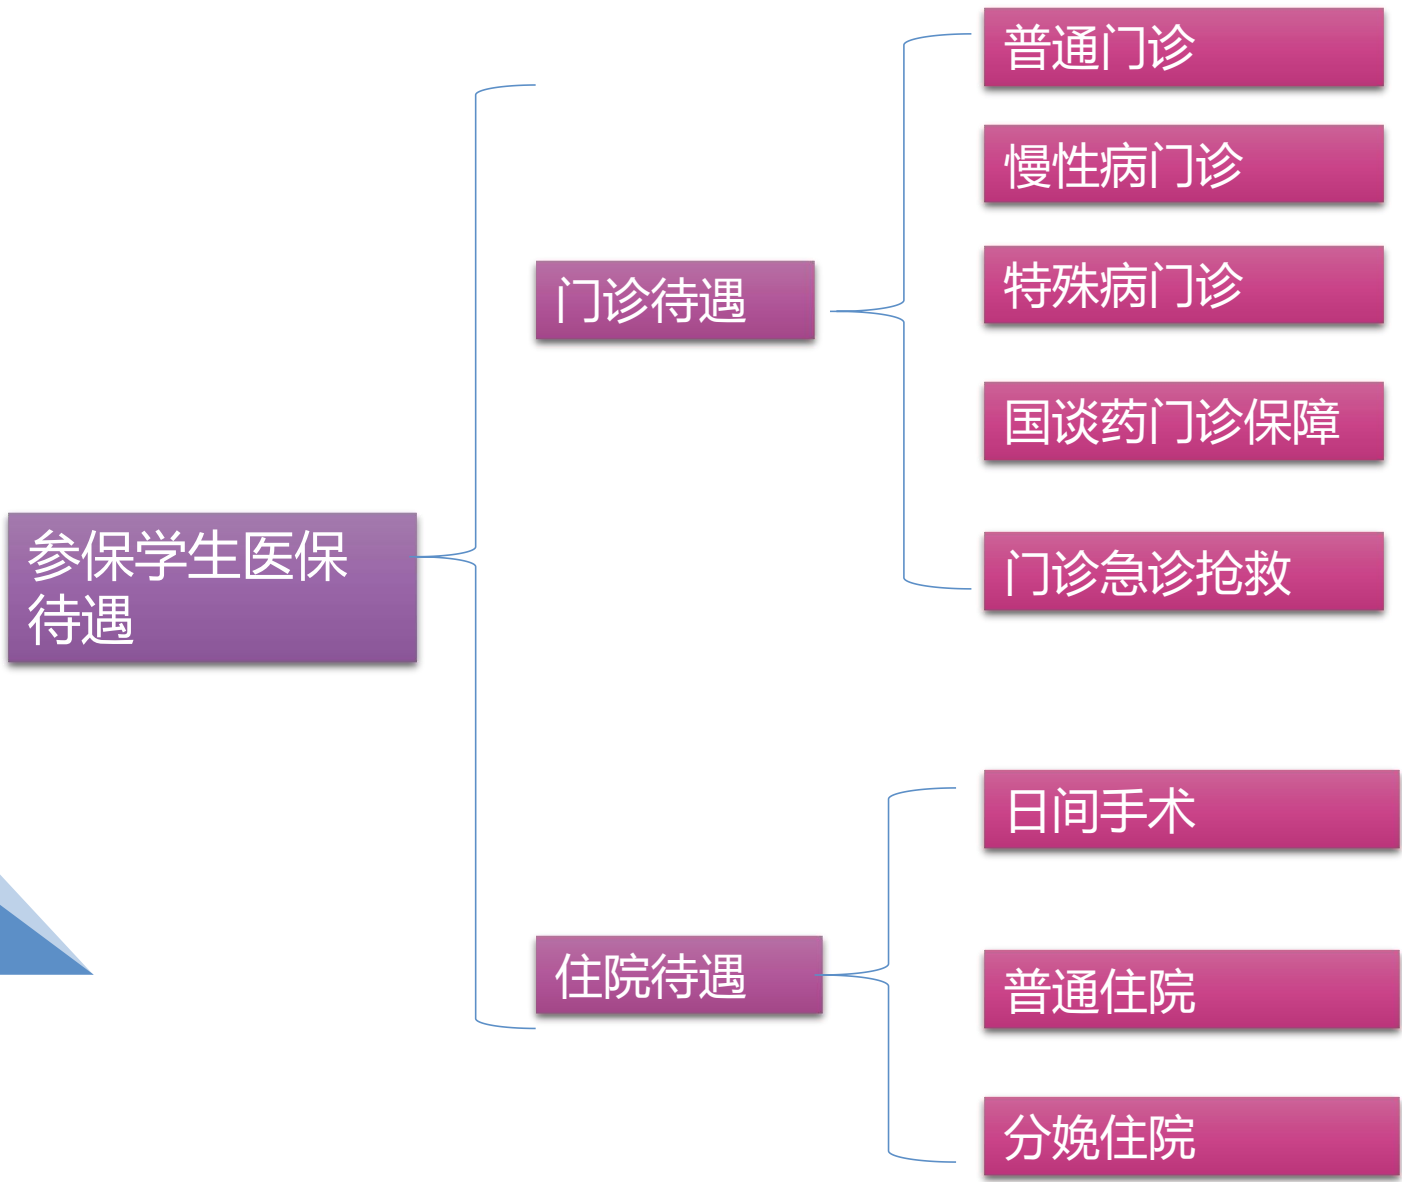 参保学生医保
待遇
门诊待遇
普通门诊
慢性病门诊
特殊病门诊
国谈药门诊保障
门诊急诊抢救
住院待遇
日间手术
普通住院
分娩住院